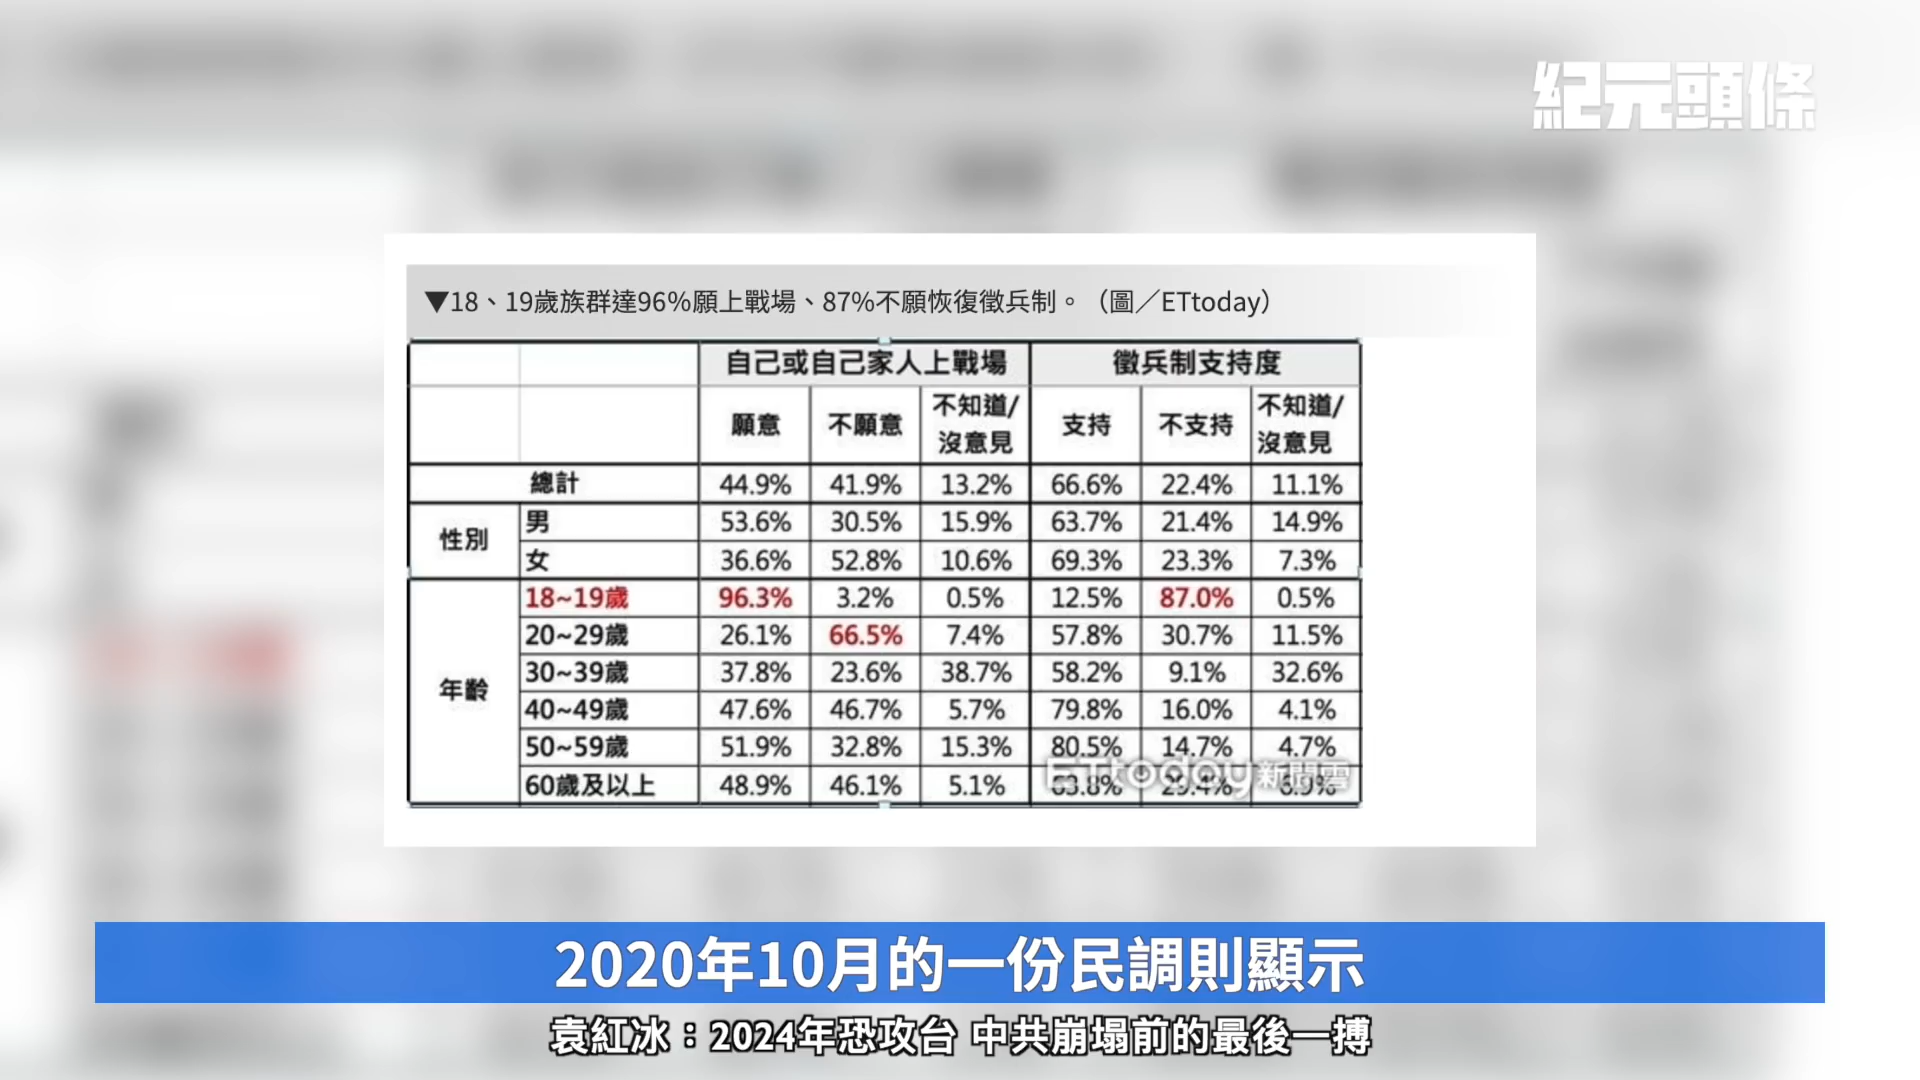 紀元頭條
▼18、19歲族群達96%願上戰場、87%不願恢復徵兵制。（圖／ETtoday）
自己或自己家人上戰場 徵兵制支持度
願意 不願意 不知道/沒意見 支持 不支持 不知道/沒意見
總計 44.9% 41.9% 13.2% 66.6% 22.4% 11.1%
性別
男 53.6% 30.5% 15.9% 63.7% 21.4% 14.9%
女 36.6% 52.8% 10.6% 69.3% 23.3% 7.3%
年齡
18~19歲 96.3% 3.2% 0.5% 12.5% 87.0% 0.5%
20~29歲 26.1% 66.5% 7.4% 57.8% 30.7% 11.5%
30~39歲 37.8% 23.6% 38.7% 58.2% 9.1% 32.6%
40~49歲 47.6% 46.7% 5.7% 79.8% 16.0% 4.1%
50~59歲 51.9% 32.8% 15.3% 80.5% 14.7% 4.7%
60歲及以上 48.9% 46.1% 5.1% 63.8% 29.4% 6.9%
ETtoday新聞雲
2020年10月的一份民調則顯示
袁紅冰：2024年恐攻台 中共崩塌前的最後一搏